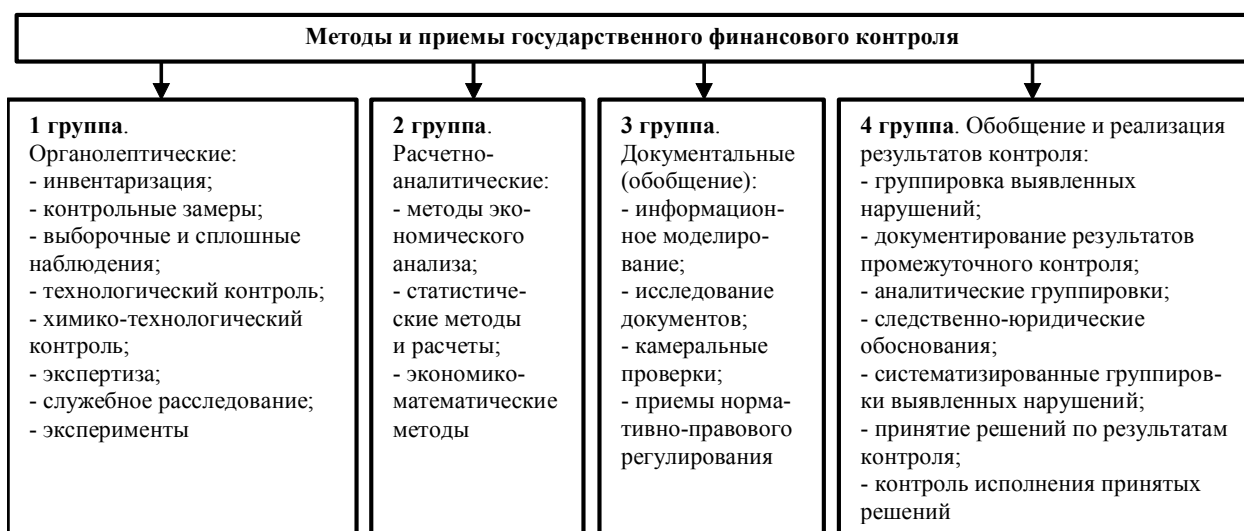 Методы и приемы государственного финансового контроля
1 группа.
Органолептические:
- инвентаризация;
- контрольные замеры;
- выборочные и сплошные
наблюдения;
- технологический контроль;
- химико-технологический
контроль;
- экспертиза;
- служебное расследование;
- эксперименты
2 группа.
Расчетно-
аналитические:
- методы эко-
номического
анализа;
- статистиче-
ские методы
и расчеты;
- экономико-
математические
методы
3 группа.
Документальные
(обобщение):
- информацион-
ное моделиро-
вание;
- исследование
документов;
- камеральные
проверки;
- приемы норма-
тивно-правового
регулирования
4 группа. Обобщение и реализация
результатов контроля:
- группировка выявленных
нарушений;
- документирование результатов
промежуточного контроля;
- аналитические группировки;
- следственно-юридические
обоснования;
- систематизированные группиров-
ки выявленных нарушений;
- принятие решений по результатам
контроля;
- контроль исполнения принятых
решений